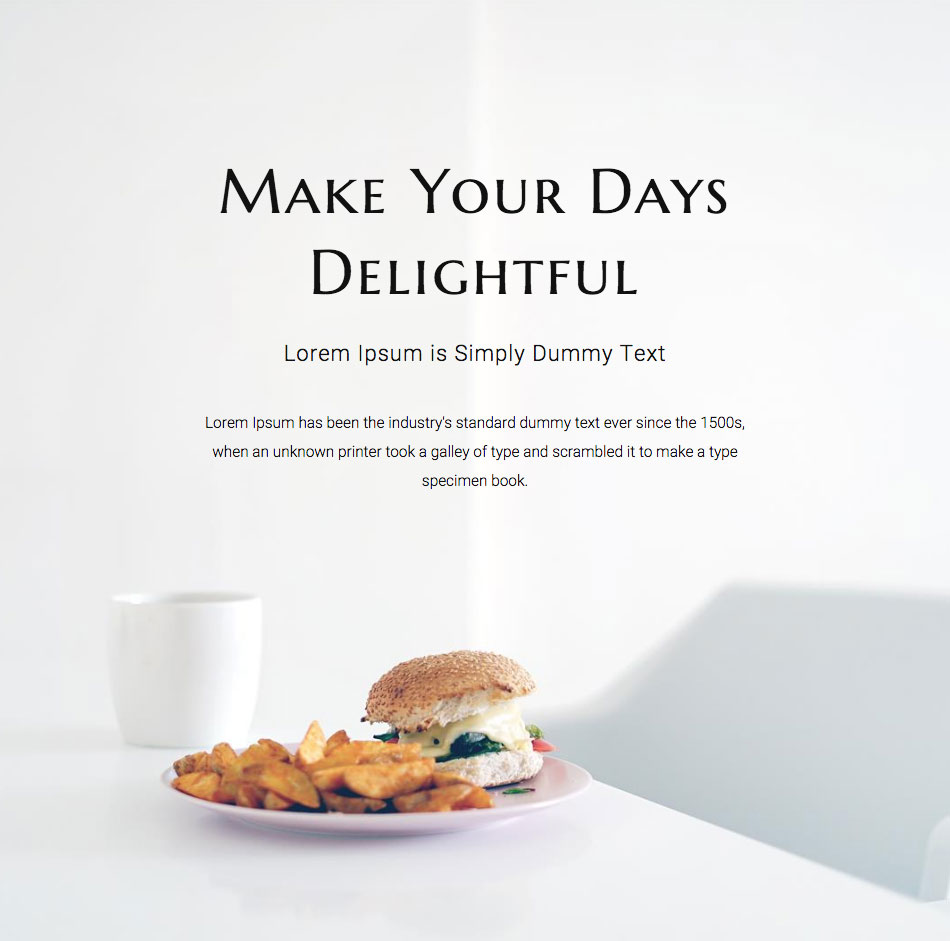 Make Your Days
Delightful
Lorem Ipsum is Simply Dummy Text
Lorem Ipsum has been the industry's standard dummy text ever since the 1500s,
when an unknown printer took a galley of type and scrambled it to make a type
specimen book.